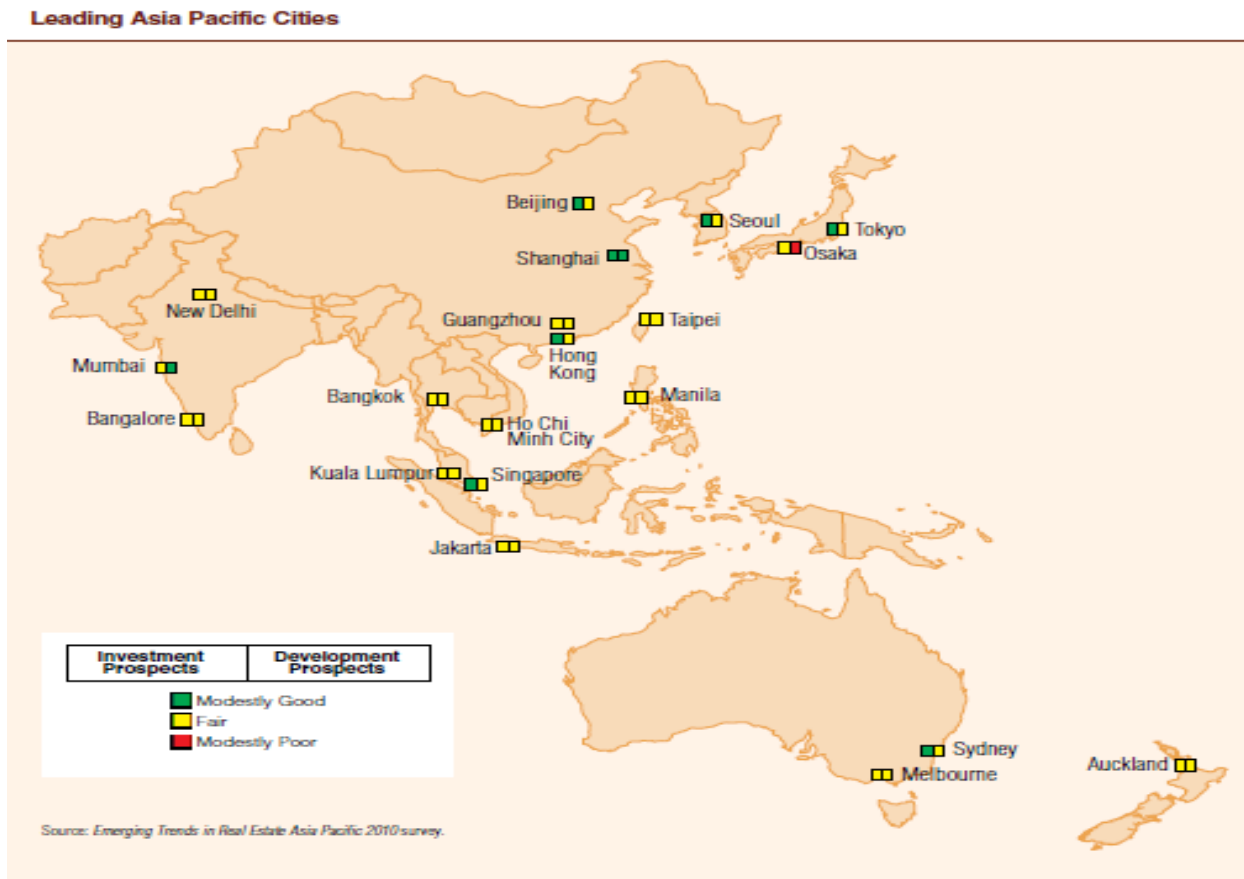 Leading Asia Pacific Cities
Beijing
Seoul
Tokyo
Osaka
Shanghai
New Delhi
Guangzhou
Taipei
Hong
Kong
Mumbai
Bangkok
Manila
Bangalore
Ho Chi
Minh City
Kuala Lumpur
Singapore
Jakarta
Investment
Prospects
Development
Prospects
Modestly Good
Fair
Modestly Poor
Sydney
Melbourne
Auckland
Source: Emerging Trends in Real Estate Asia Pacific 2010 survey.